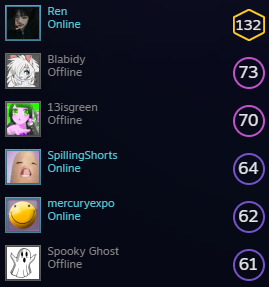 Ren
Online
132
Blabidy
Offline
73
13isgreen
Offline
70
SpillingShorts
Online
64
mercuryexpo
Online
62
Spooky Ghost
Offline
61